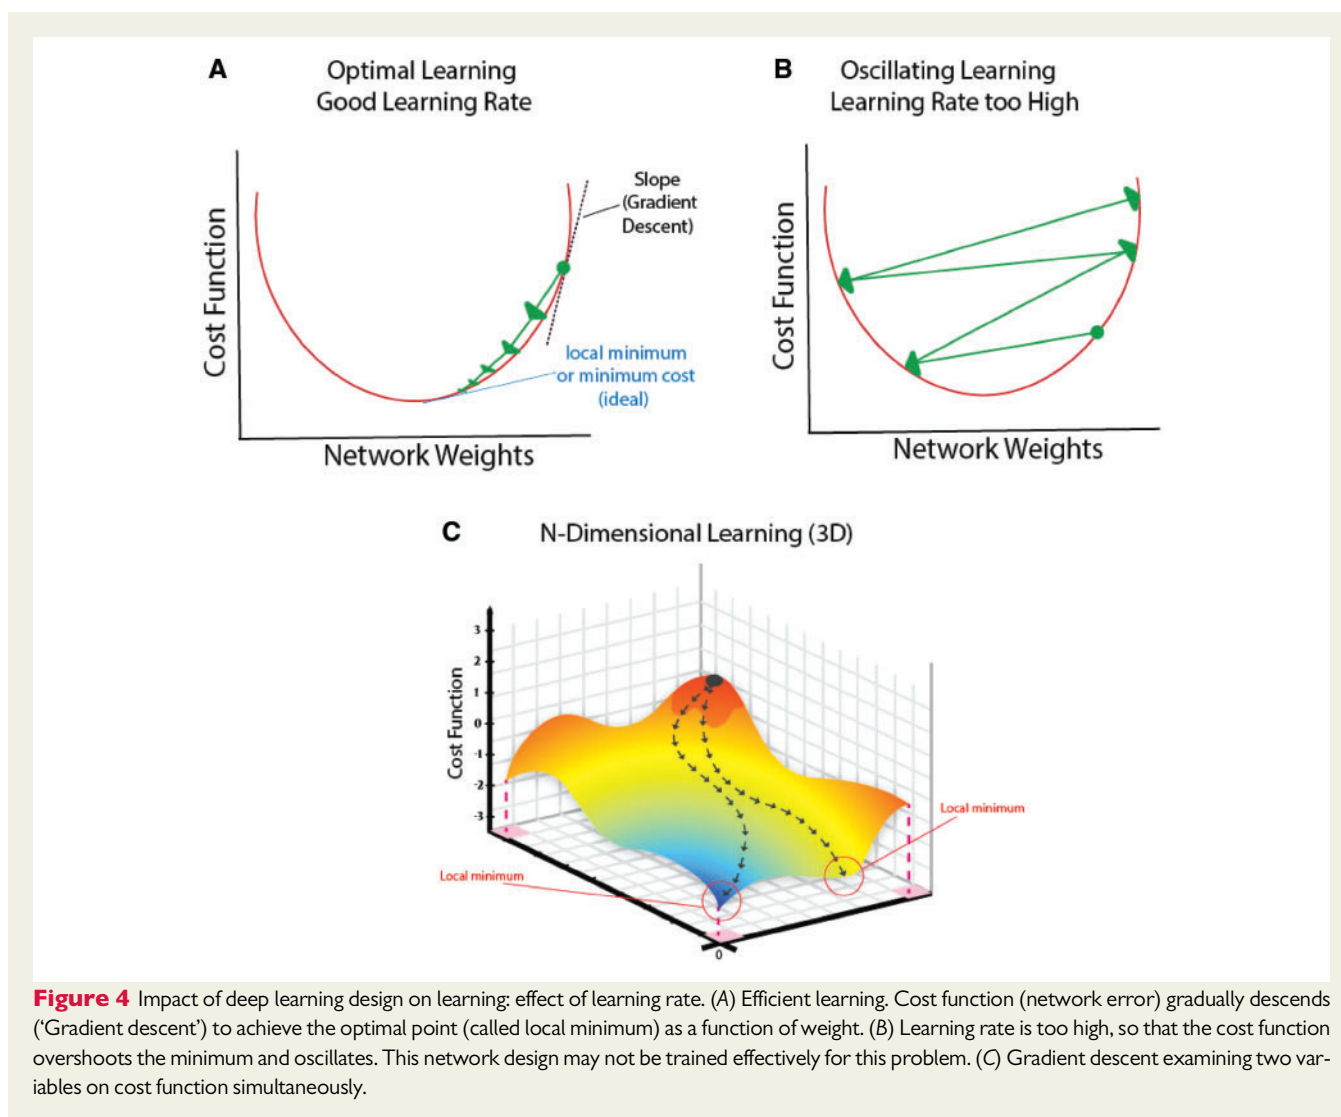 A
Optimal Learning
Good Learning Rate
Cost Function
Slope
(Gradient
Descent)
local minimum
or minimum cost
(ideal)
Network Weights
B
Oscillating Learning
Learning Rate too High
Cost Function
Network Weights
C
N-Dimensional Learning (3D)
Cost Function
3
2
1
0
-1
-2
-3
Local minimum
Local minimum
0
Figure 4 Impact of deep learning design on learning: effect of learning rate. (A) Efficient learning. Cost function (network error) gradually descends
(‘Gradient descent’) to achieve the optimal point (called local minimum) as a function of weight. (B) Learning rate is too high, so that the cost function
overshoots the minimum and oscillates. This network design may not be trained effectively for this problem. (C) Gradient descent examining two var-
iables on cost function simultaneously.